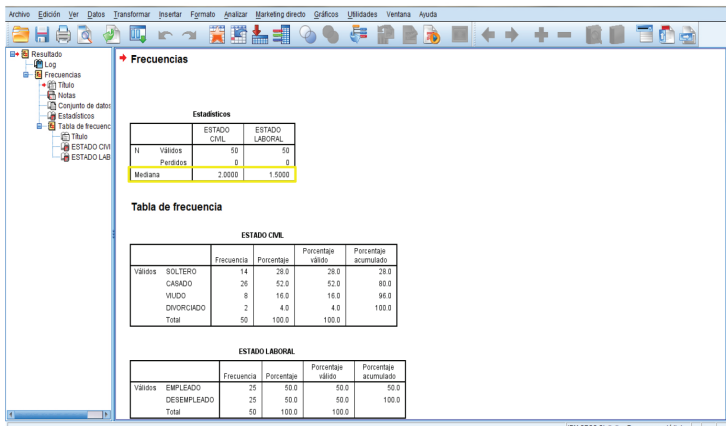 Archivo Edición Ver Datos Transformar Insertar Formato Analizar Marketing directo Gráficos Utilidades Ventana Ayuda
Resultado
Log
Frecuencias
Título
Notas
Conjunto de datos
Estadísticos
Tabla de frecuenc
Título
ESTADO CIVI
ESTADO LAB
Frecuencias
Estadísticos
ESTADO CIVIL ESTADO LABORAL
N Válidos 50 50
Perdidos 0 0
Mediana 2.0000 1.5000
Tabla de frecuencia
ESTADO CIVIL
Frecuencia Porcentaje Porcentaje válido Porcentaje acumulado
Válidos SOLTERO 14 28.0 28.0 28.0
CASADO 26 52.0 52.0 80.0
VIUDO 8 16.0 16.0 96.0
DIVORCIADO 2 4.0 4.0 100.0
Total 50 100.0 100.0
ESTADO LABORAL
Frecuencia Porcentaje Porcentaje válido Porcentaje acumulado
Válidos EMPLEADO 25 50.0 50.0 50.0
DESEMPLEADO 25 50.0 50.0 100.0
Total 50 100.0 100.0